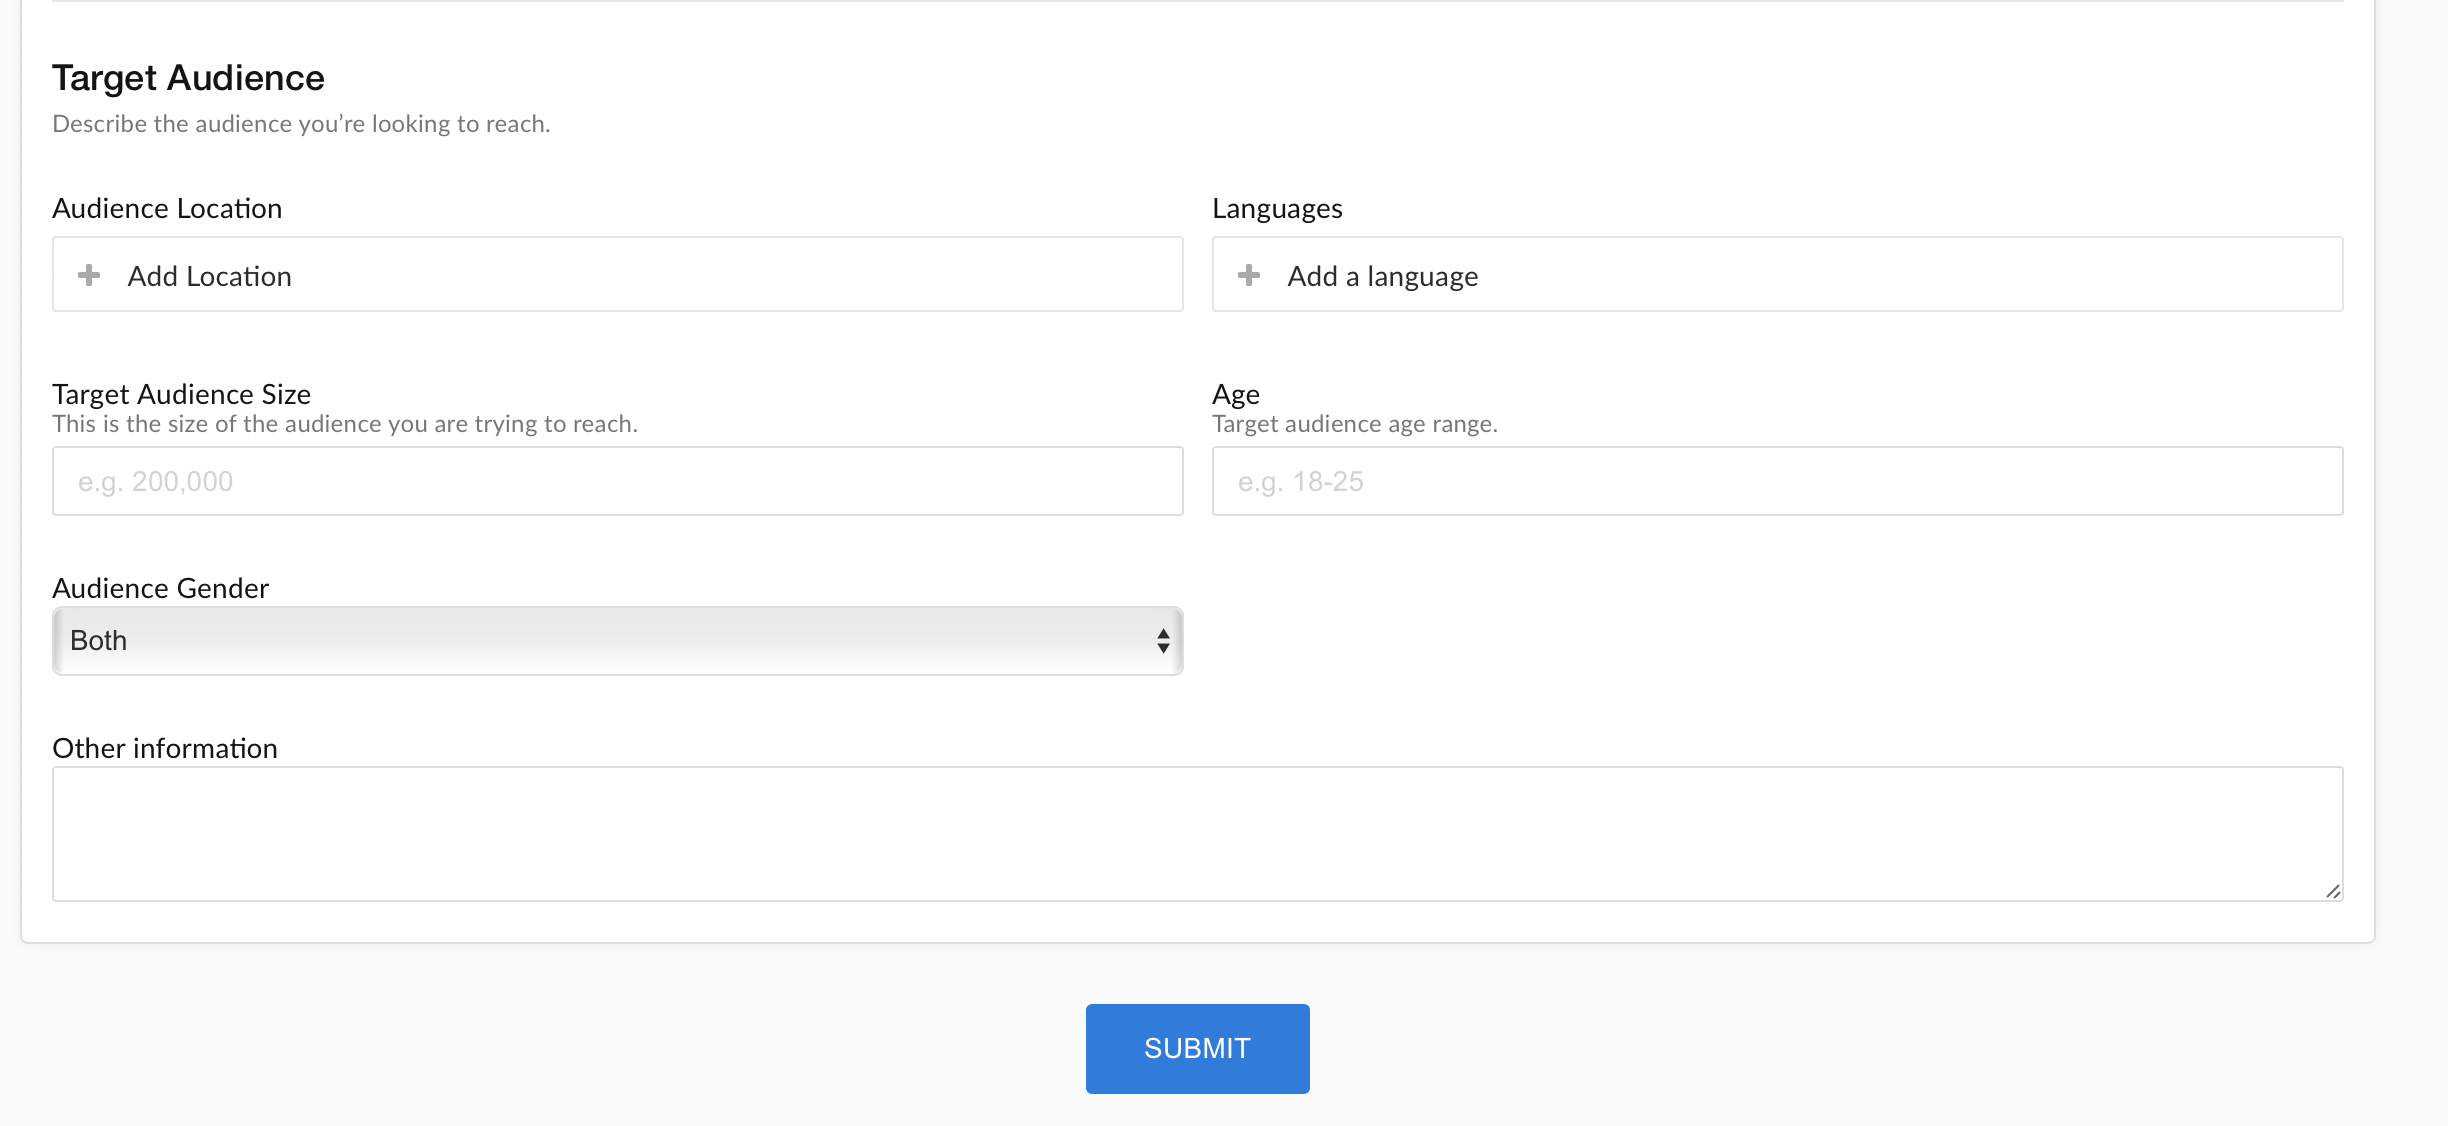 Target Audience
Describe the audience you’re looking to reach.
Audience Location
Add Location
Languages
Add a language
Target Audience Size
This is the size of the audience you are trying to reach.
e.g. 200,000
Age
Target audience age range.
e.g. 18-25
Audience Gender
Both
Other information
SUBMIT